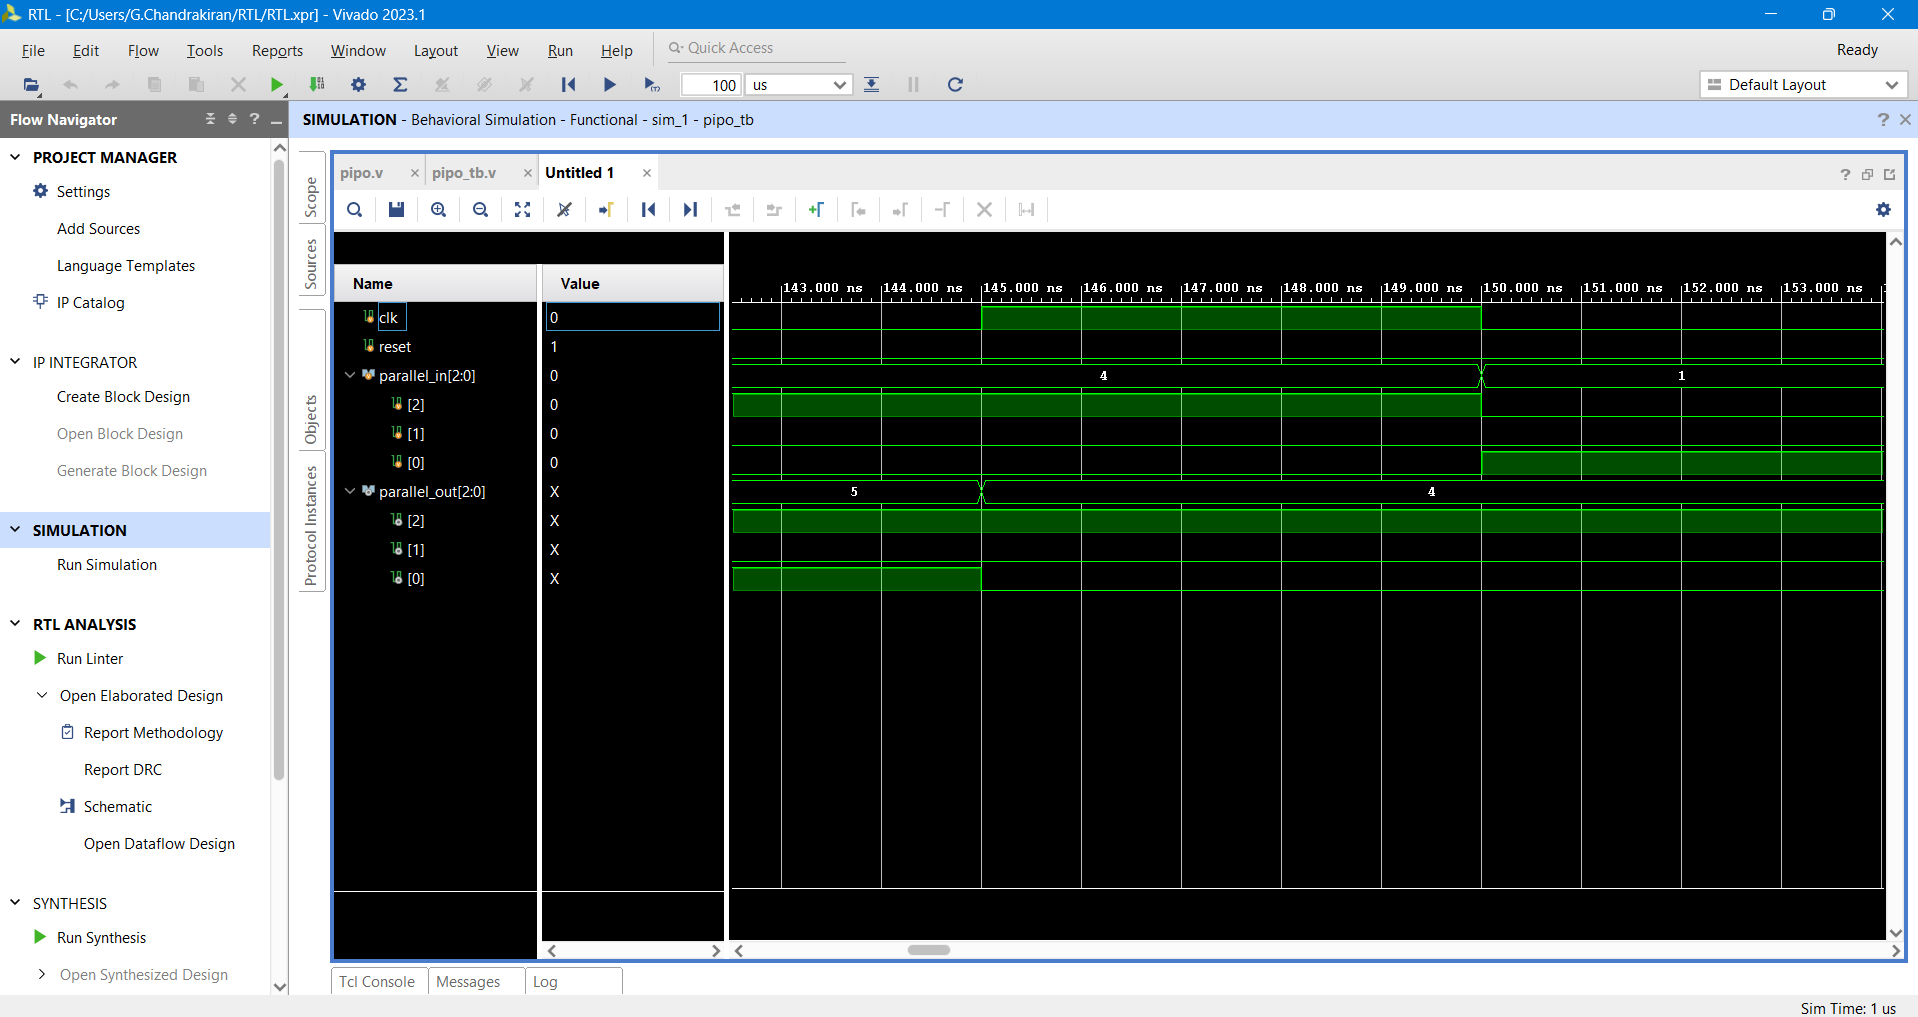 RTL - [C:/Users/G.Chandrakiran/RTL/RTL.xpr] - Vivado 2023.1
File Edit Flow Tools Reports Window Layout View Run Help Quick Access Ready
100 us Default Layout
Flow Navigator
PROJECT MANAGER
Settings
Add Sources
Language Templates
IP Catalog
IP INTEGRATOR
Create Block Design
Open Block Design
Generate Block Design
SIMULATION
Run Simulation
RTL ANALYSIS
Run Linter
Open Elaborated Design
Report Methodology
Report DRC
Schematic
Open Dataflow Design
SYNTHESIS
Run Synthesis
Open Synthesized Design
SIMULATION - Behavioral Simulation - Functional - sim_1 - pipo_tb
Scope
Sources
Objects
Protocol Instances
pipo.v pipo_tb.v Untitled 1
Name Value
143.000 ns 144.000 ns 145.000 ns 146.000 ns 147.000 ns 148.000 ns 149.000 ns 150.000 ns 151.000 ns 152.000 ns 153.000 ns
clk 0
reset 1
parallel_in[2:0] 0 4 1
[2] 0
[1] 0
[0] 0
parallel_out[2:0] X 5 4
[2] X
[1] X
[0] X
Tcl Console Messages Log
Sim Time: 1 us